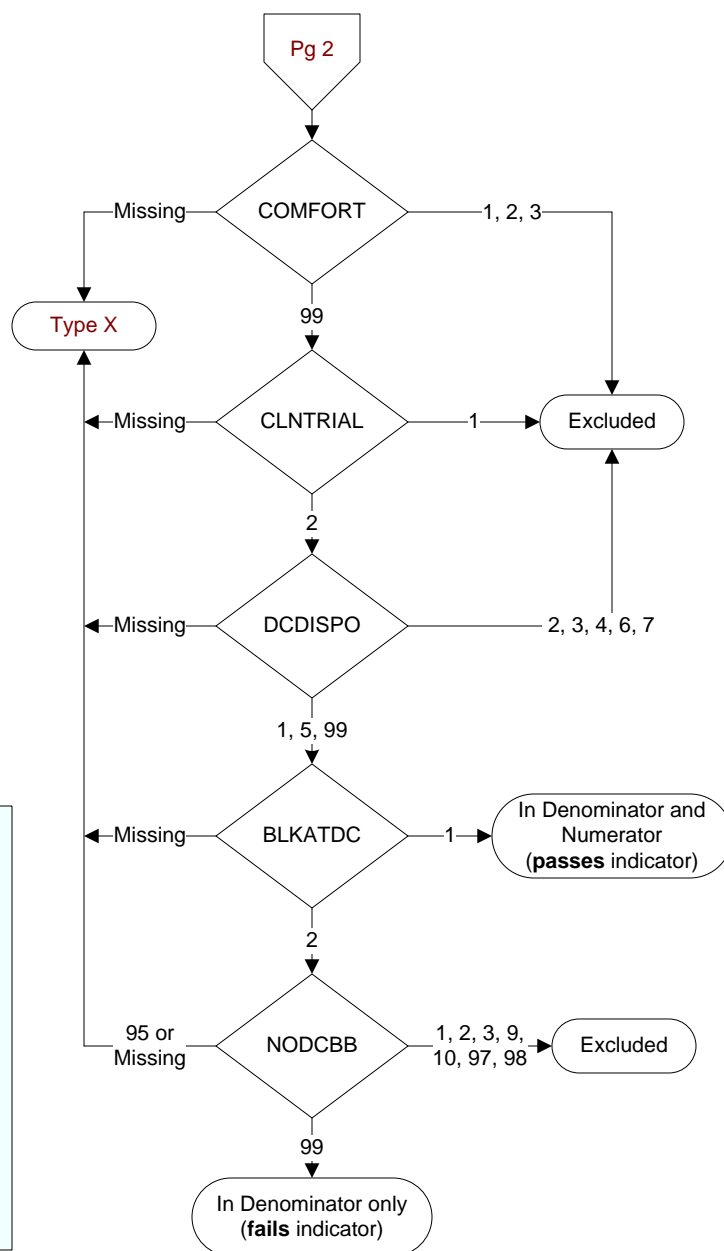 Pg 2
COMFORT
Missing
1, 2, 3
99
Type X
CLNTRIAL
Missing
1
Excluded
2
DCDISPO
Missing
2, 3, 4, 6, 7
1, 5, 99
BLKATDC
Missing
1
In Denominator and
Numerator
(passes indicator)
2
NODCBB
95 or
Missing
1, 2, 3, 9,
10, 97, 98
Excluded
99
In Denominator only
(fails indicator)